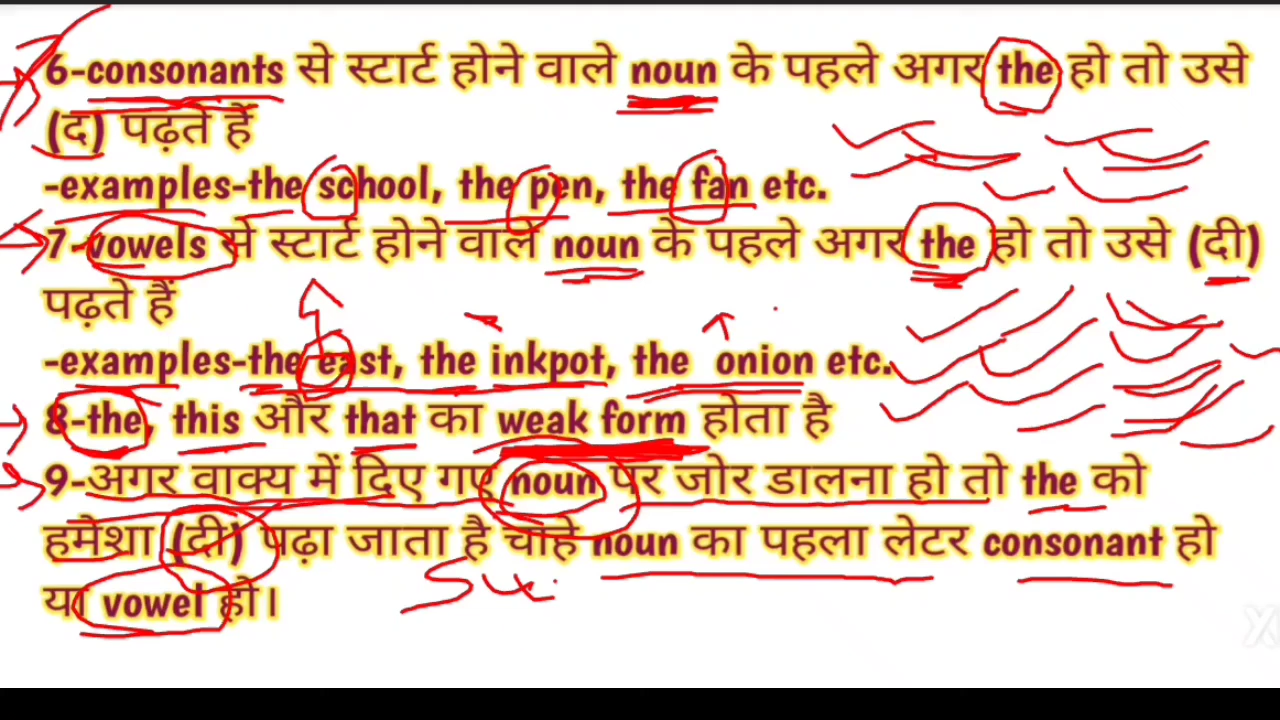 6-consonants से स्टार्ट होने वाले noun के पहले अगर the हो तो उसे
(द) पढ़ते हैं
-examples-the school, the pen, the fan etc.
7-vowels से स्टार्ट होने वाले noun के पहले अगर the हो तो उसे (दी)
पढ़ते हैं
-examples-the east, the inkpot, the onion etc.
8-the, this और that का weak form होता है
9-अगर वाक्य में दिए गए noun पर जोर डालना हो तो the को
हमेशा (दी) पढ़ा जाता है चाहे noun का पहला लेटर consonant हो
या vowel हो।